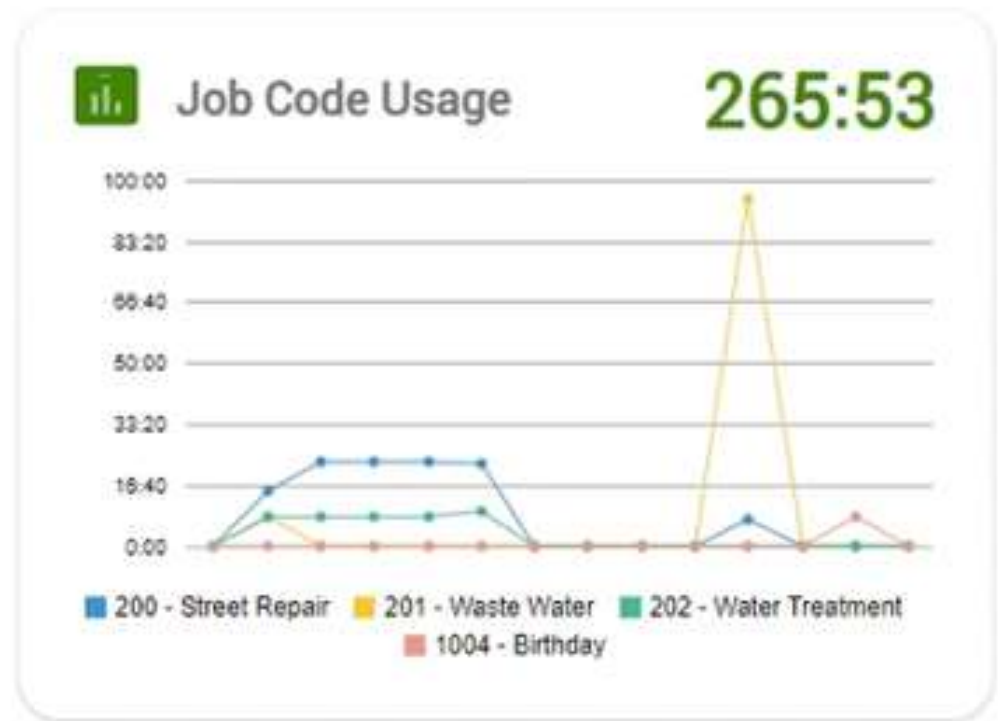 Job Code Usage 265:53
100:00
83:20
66:40
50:00
33:20
16:40
0:00
200 - Street Repair 201 - Waste Water 202 - Water Treatment
1004 - Birthday